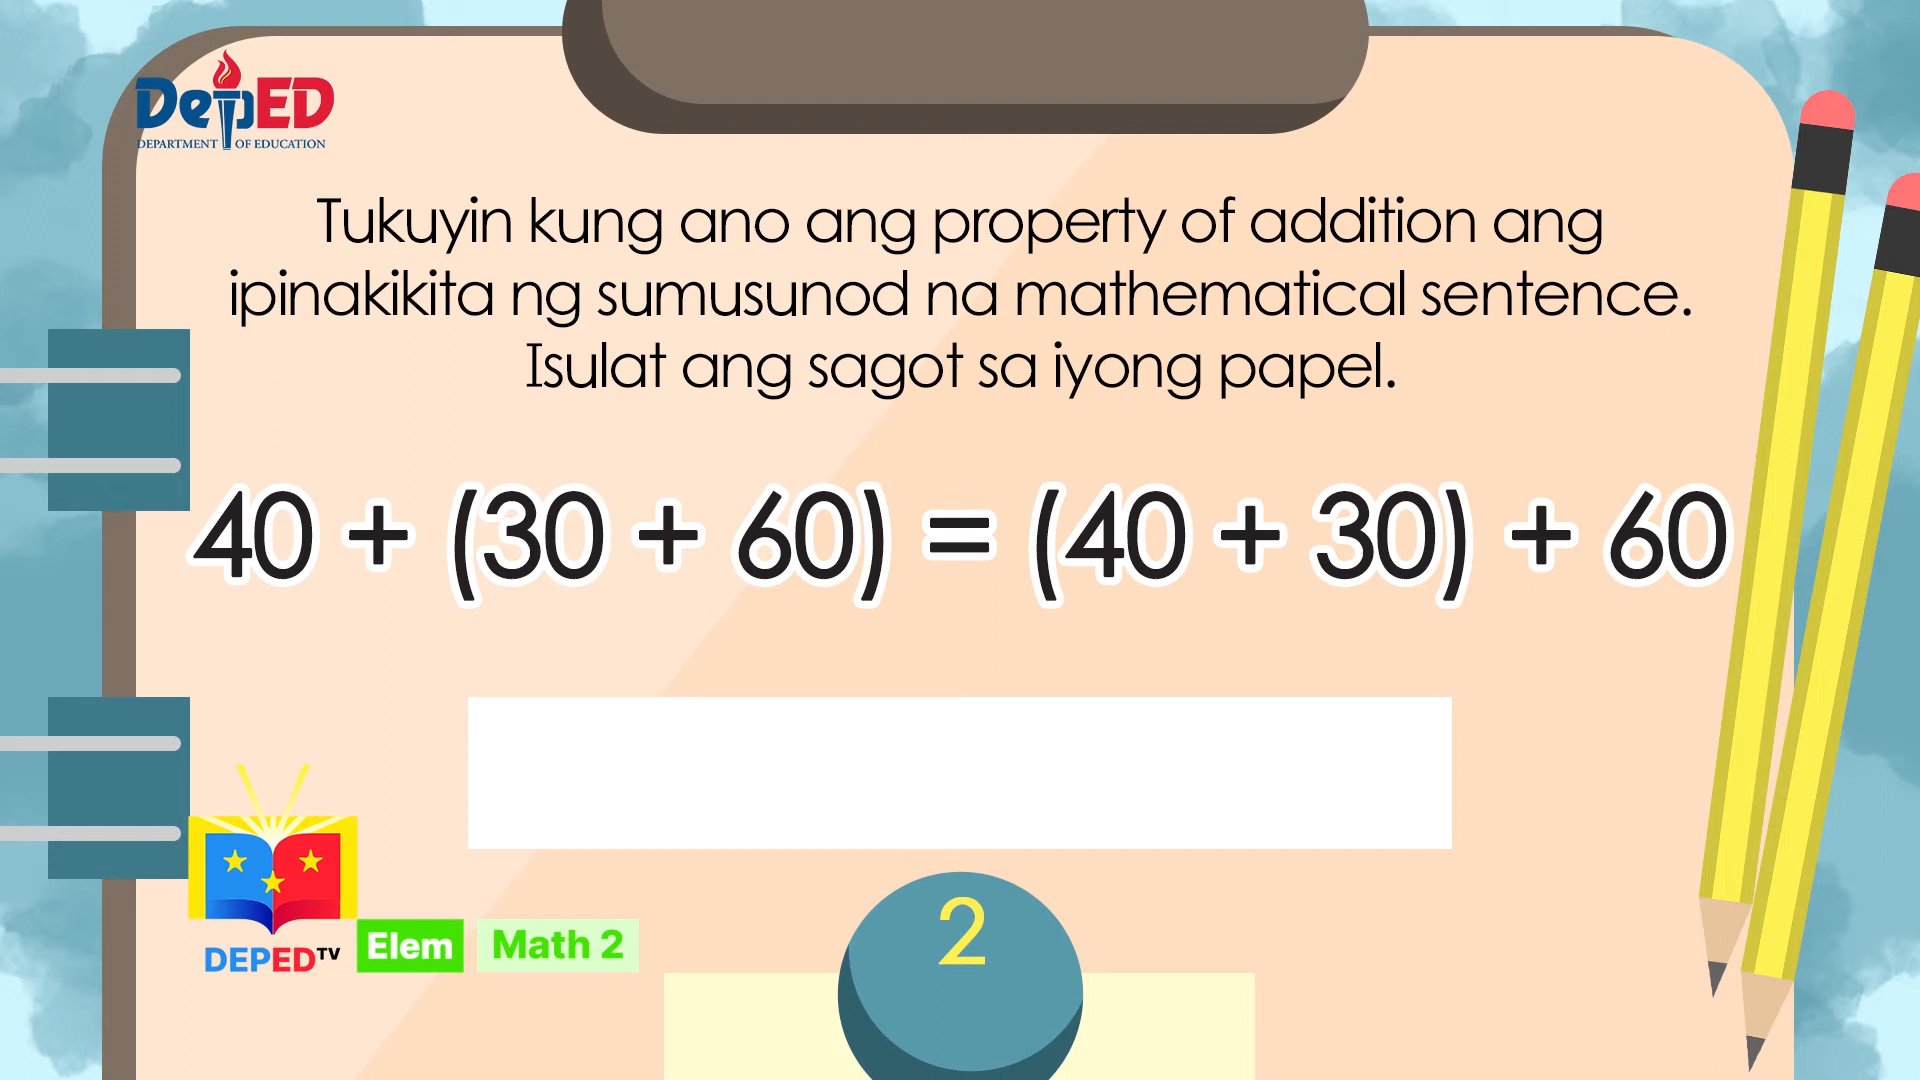 DepED
DEPARTMENT OF EDUCATION
Tukuyin kung ano ang property of addition ang
ipinakikita ng sumusunod na mathematical sentence.
Isulat ang sagot sa iyong papel.
40 + (30 + 60) = (40 + 30) + 60
2
DEPED TV
Elem
Math 2